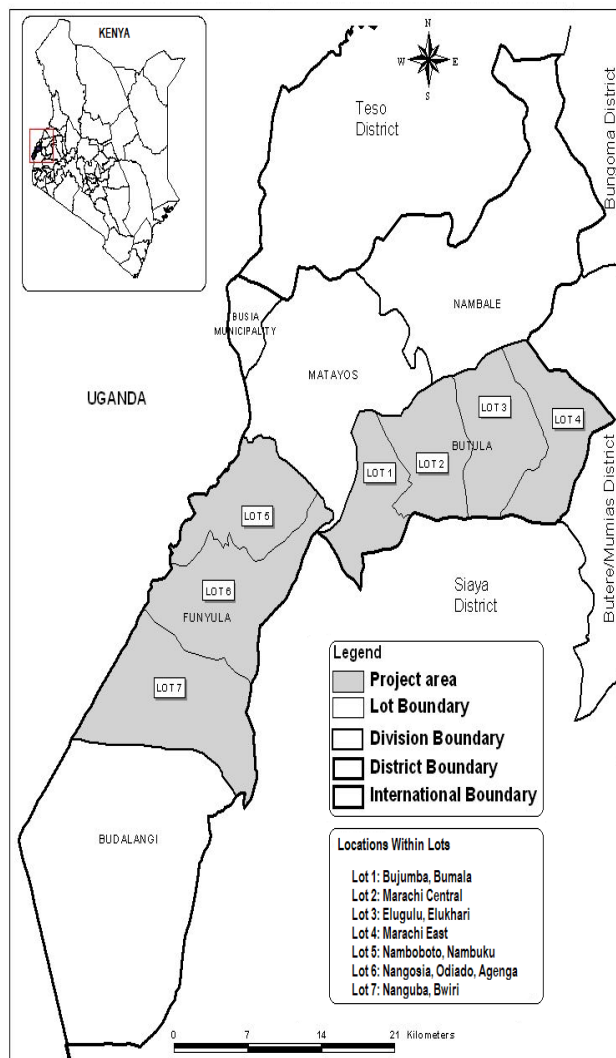 KENYA
N
W E
S
Teso
District
Bungoma District
NAMBALE
BUSIA
MUNICIPALITY
MATAYOS
UGANDA
LOT 3
LOT 4
BUTULA
LOT 1
LOT 2
LOT 5
Butere/Mumias District
Siaya
District
LOT 6
FUNYULA
LOT 7
Legend
Project area
Lot Boundary
Division Boundary
District Boundary
International Boundary
BUDALANGI
Locations Within Lots
Lot 1: Bujumba, Bumala
Lot 2: Marachi Central
Lot 3: Elugulu, Elukhari
Lot 4: Marachi East
Lot 5: Namboboto, Nambuku
Lot 6: Nangosia, Odiado, Agenga
Lot 7: Nanguba, Bwiri
0 7 14 21 Kilometers